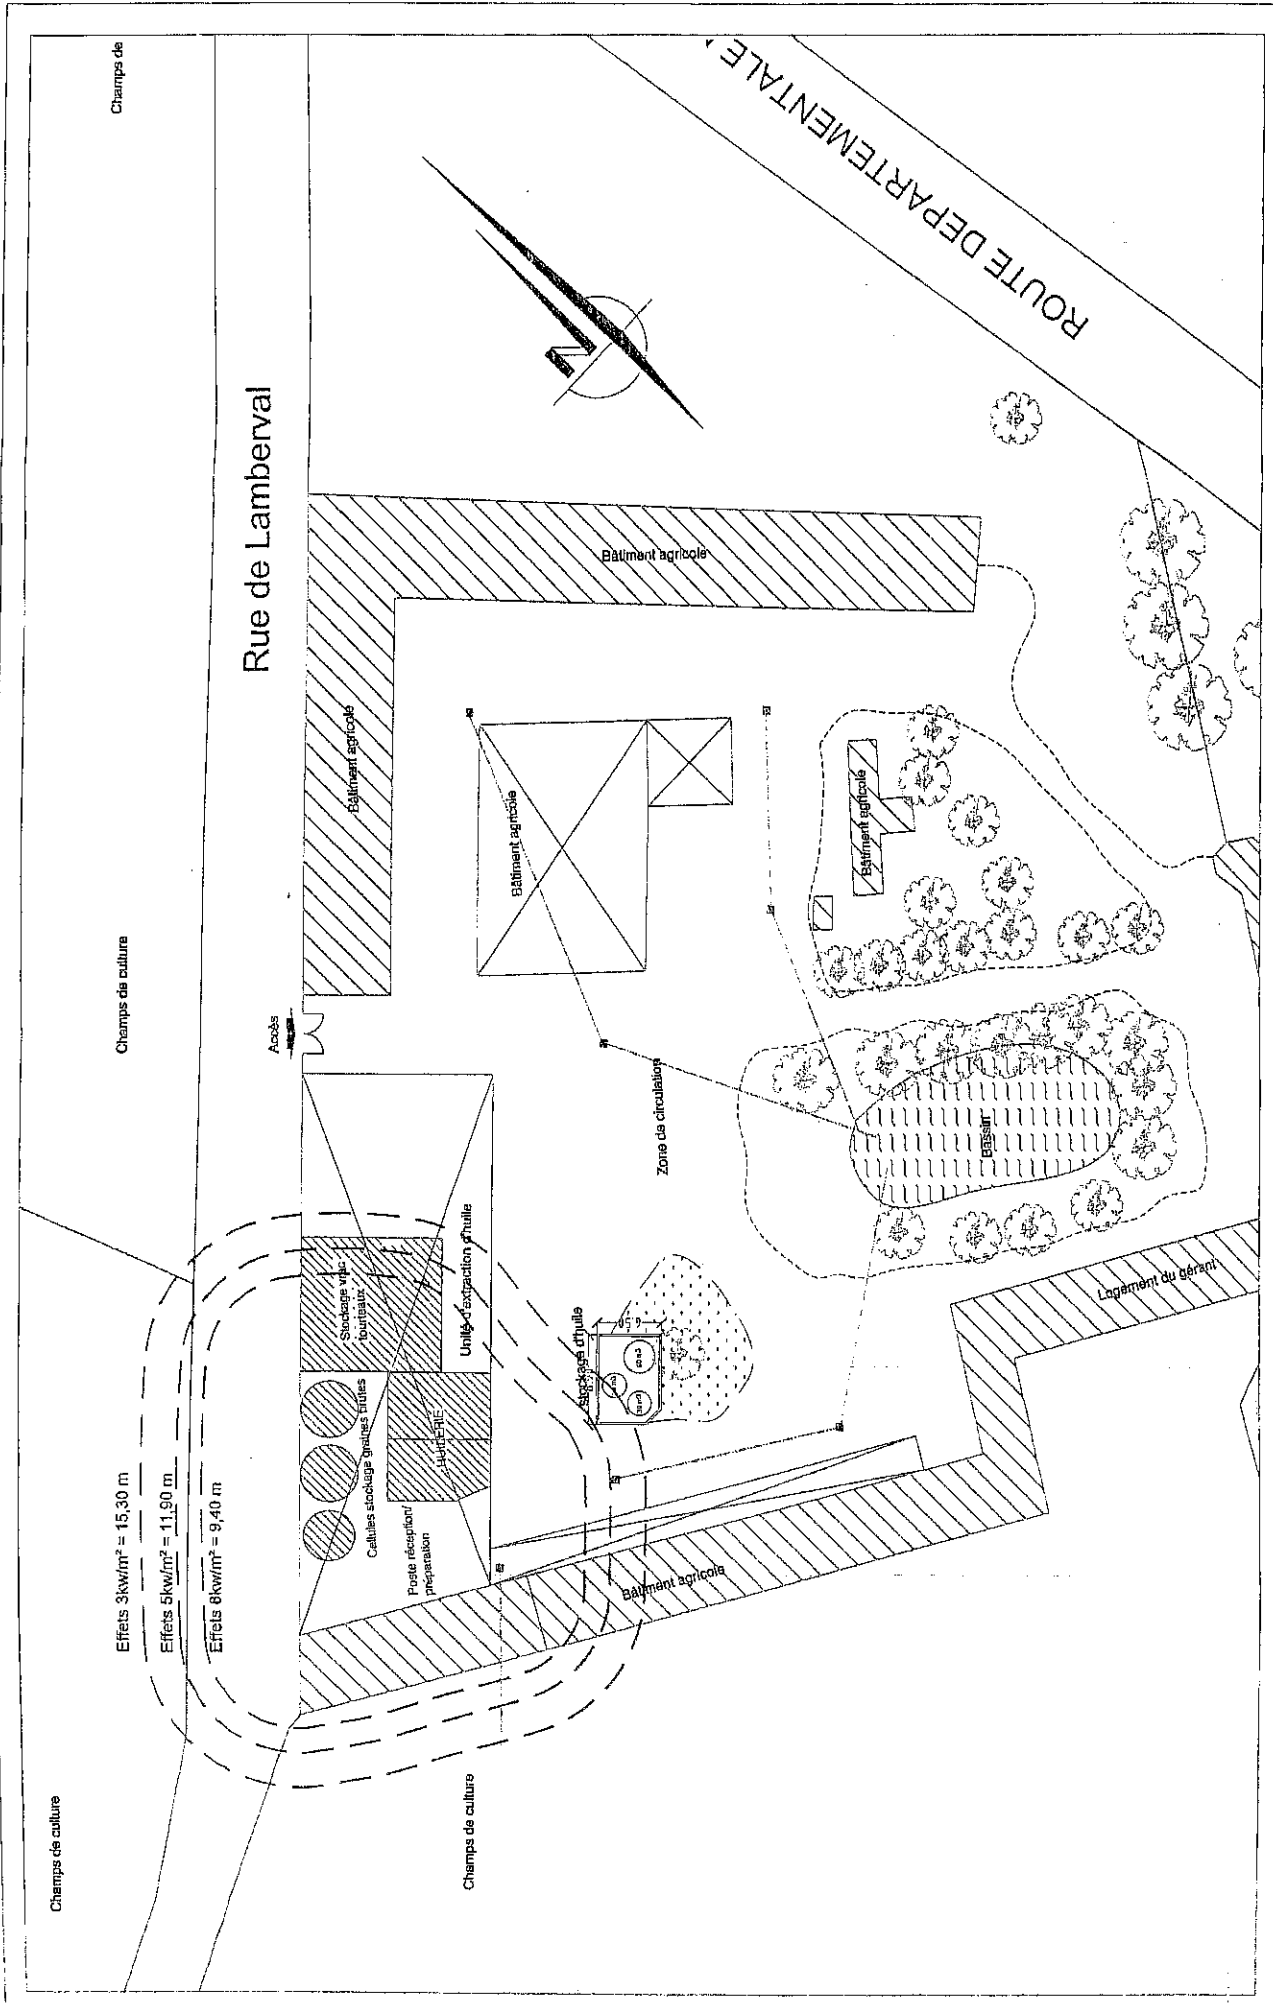 Champs de culture
Champs de culture
Champs de
Effets 3kw/m² = 15,30 m
Effets 5kw/m² = 11,90 m
Effets 8kw/m² = 9,40 m
Rue de Lamberval
Accès
Stockage vrac
tourteaux
Cellules stockage graines brutes
HUILERIE
Poste réception/
préparation
Unité d'extraction d'huile
Bâtiment agricole
Bâtiment agricole
Bâtiment agricole
N
ROUTE DEPARTEMENTALE
Champs de culture
stockage d'huile
6.50
Zone de circulation
Bâtiment agricole
Bâtiment agricole
Bassin
Logement du gérant